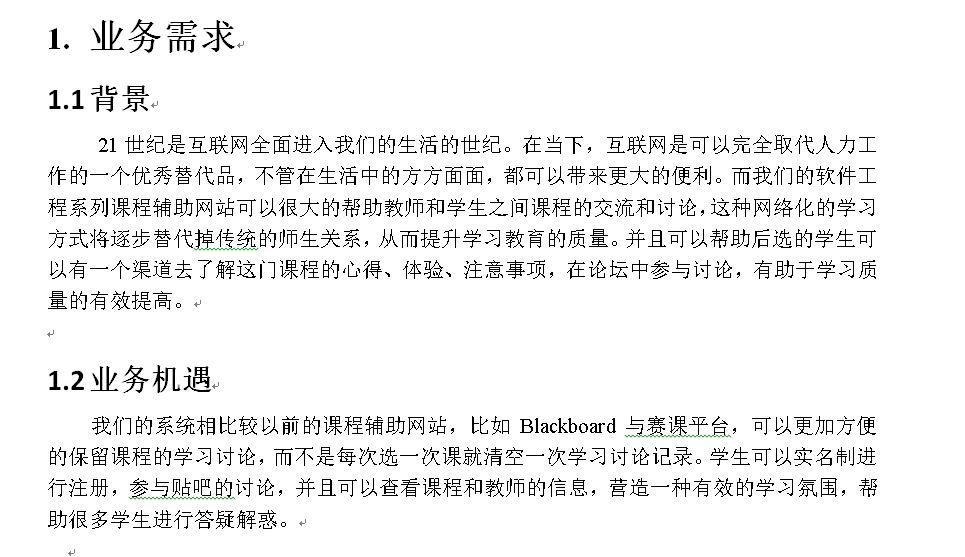 1. 业务需求
1.1 背景
21 世纪是互联网全面进入我们的生活的世纪。在当下，互联网是可以完全取代人力工
作的一个优秀替代品，不管在生活中的方方面面，都可以带来更大的便利。而我们的软件工
程系列课程辅助网站可以很大的帮助教师和学生之间课程的交流和讨论，这种网络化的学习
方式将逐步替代掉传统的师生关系，从而提升学习教育的质量。并且可以帮助后选的学生可
以有一个渠道去了解这门课程的心得、体验、注意事项，在论坛中参与讨论，有助于学习质
量的有效提高。
1.2 业务机遇
我们的系统相比较以前的课程辅助网站，比如 Blackboard 与赛课平台，可以更加方便
的保留课程的学习讨论，而不是每次选一次课就清空一次学习讨论记录。学生可以实名制进
行注册，参与贴吧的讨论，并且可以查看课程和教师的信息，营造一种有效的学习氛围，帮
助很多学生进行答疑解惑。